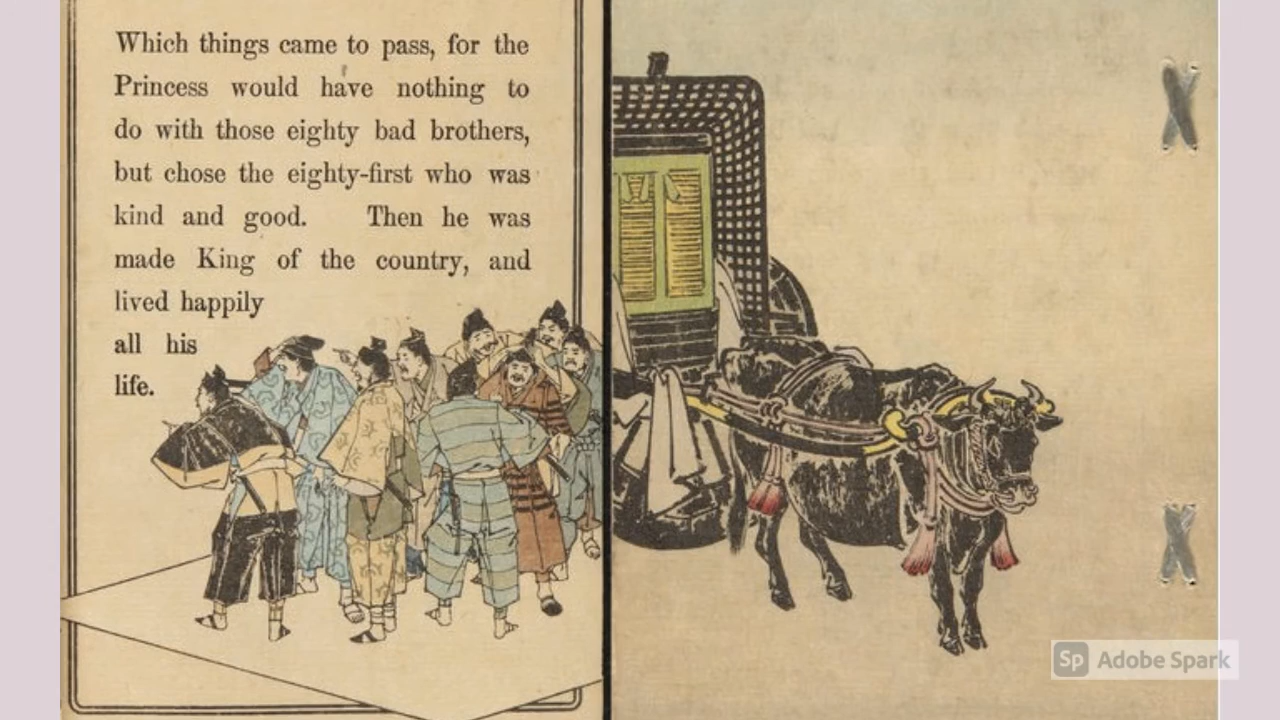 Which things came to pass, for the
Princess would have nothing to
do with those eighty bad brothers,
but chose the eighty-first who was
kind and good. Then he was
made King of the country, and
lived happily
all his
life.
Sp Adobe Spark